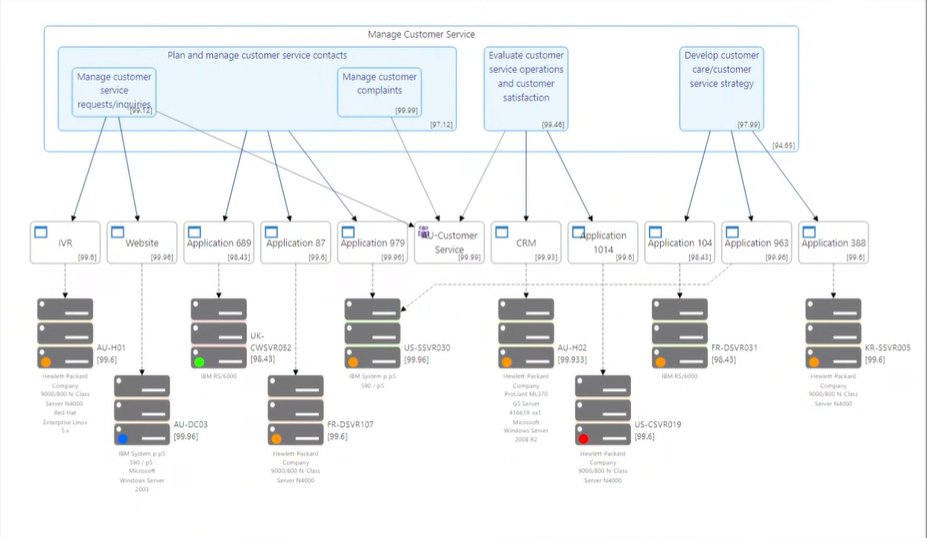 Manage Customer Service
Plan and manage customer service contacts
Manage customer
service
requests/inquiries
[99.12]
Manage customer
complaints
[99.99]
[97.12]
Evaluate customer
service operations
and customer
satisfaction
[99.46]
Develop customer
care/customer
service strategy
[97.99]
[94.65]
IVR
[99.6]
Website
[99.96]
Application 689
[98.43]
Application 87
[99.6]
Application 979
[99.96]
AU-Customer
Service
[99.99]
CRM
[99.93]
Application
1014
[99.6]
Application 104
[98.43]
Application 963
[99.96]
Application 388
[99.6]
AU-H01
[99.6]
Hewlett-Packard
Company
9000/800 N-Class
Server N4000
Red Hat
Enterprise Linux
5.x
UK-
CWSVR052
[98.43]
IBM RS/6000
US-SSVR030
[99.96]
IBM System p p5
590 / p5
AU-H02
[99.933]
Hewlett-Packard
Company
ProLiant ML370
G5 Server
416619-xx1
Microsoft
Windows Server
2008 R2
FR-DSVR031
[98.43]
IBM RS/6000
KR-SSVR005
[99.6]
Hewlett-Packard
Company
9000/800 N-Class
Server N4000
AU-DC03
[99.96]
IBM System p p5
590 / p5
Microsoft
Windows Server
2003
FR-DSVR107
[99.6]
Hewlett-Packard
Company
9000/800 N-Class
Server N4000
US-CSVR019
[99.6]
Hewlett-Packard
Company
9000/800 N-Class
Server N4000